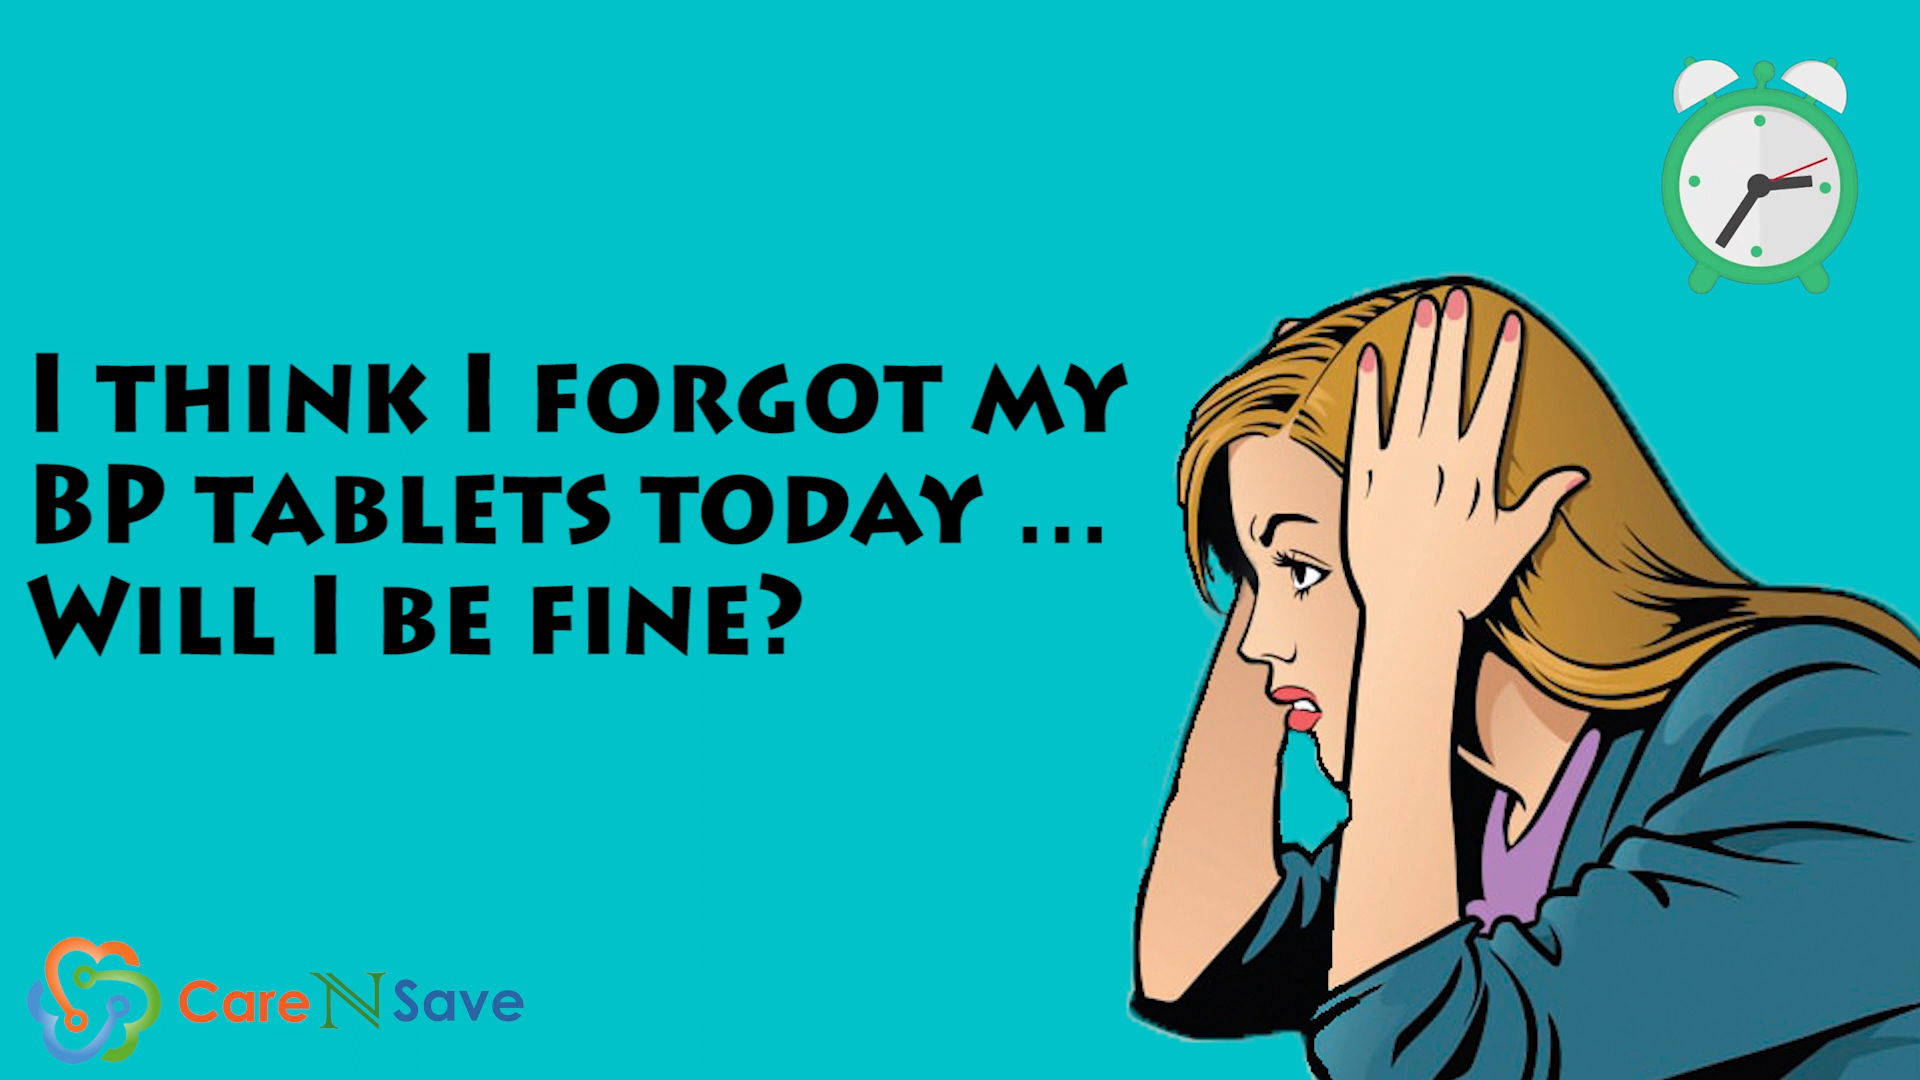 I think I forgot my
BP tablets today ...
Will I be fine?
Care N Save